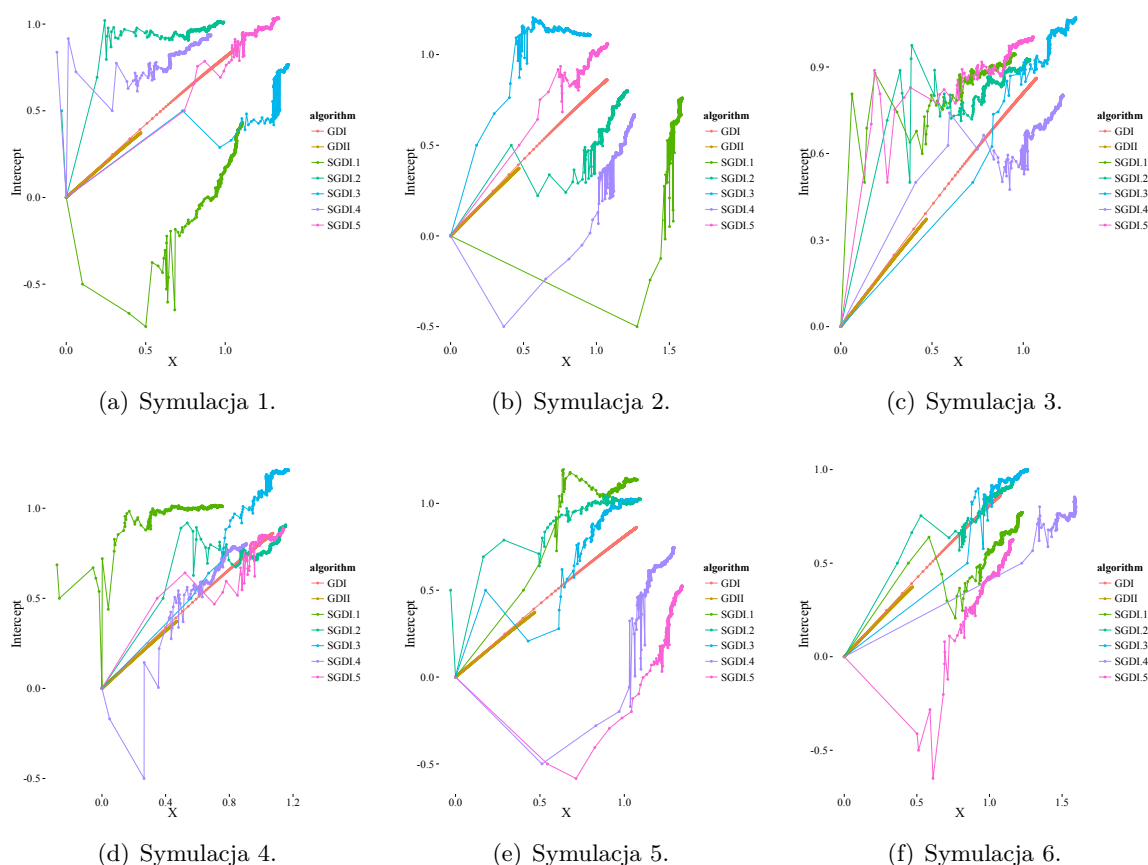 1.0
0.5
0.0
-0.5
Intercept
0.0 0.5 1.0
X
algorithm
GDI
GDII
SGDI.1
SGDI.2
SGDI.3
SGDI.4
SGDI.5
(a) Symulacja 1.
1.0
0.5
0.0
-0.5
Intercept
0.0 0.5 1.0 1.5
X
algorithm
GDI
GDII
SGDI.1
SGDI.2
SGDI.3
SGDI.4
SGDI.5
(b) Symulacja 2.
0.9
0.6
0.3
0.0
Intercept
0.0 0.5 1.0
X
algorithm
GDI
GDII
SGDI.1
SGDI.2
SGDI.3
SGDI.4
SGDI.5
(c) Symulacja 3.
1.0
0.5
0.0
-0.5
Intercept
0.0 0.4 0.8 1.2
X
algorithm
GDI
GDII
SGDI.1
SGDI.2
SGDI.3
SGDI.4
SGDI.5
(d) Symulacja 4.
1.0
0.5
0.0
-0.5
Intercept
0.0 0.5 1.0
X
algorithm
GDI
GDII
SGDI.1
SGDI.2
SGDI.3
SGDI.4
SGDI.5
(e) Symulacja 5.
1.0
0.5
0.0
-0.5
Intercept
0.0 0.5 1.0 1.5
X
algorithm
GDI
GDII
SGDI.1
SGDI.2
SGDI.3
SGDI.4
SGDI.5
(f) Symulacja 6.